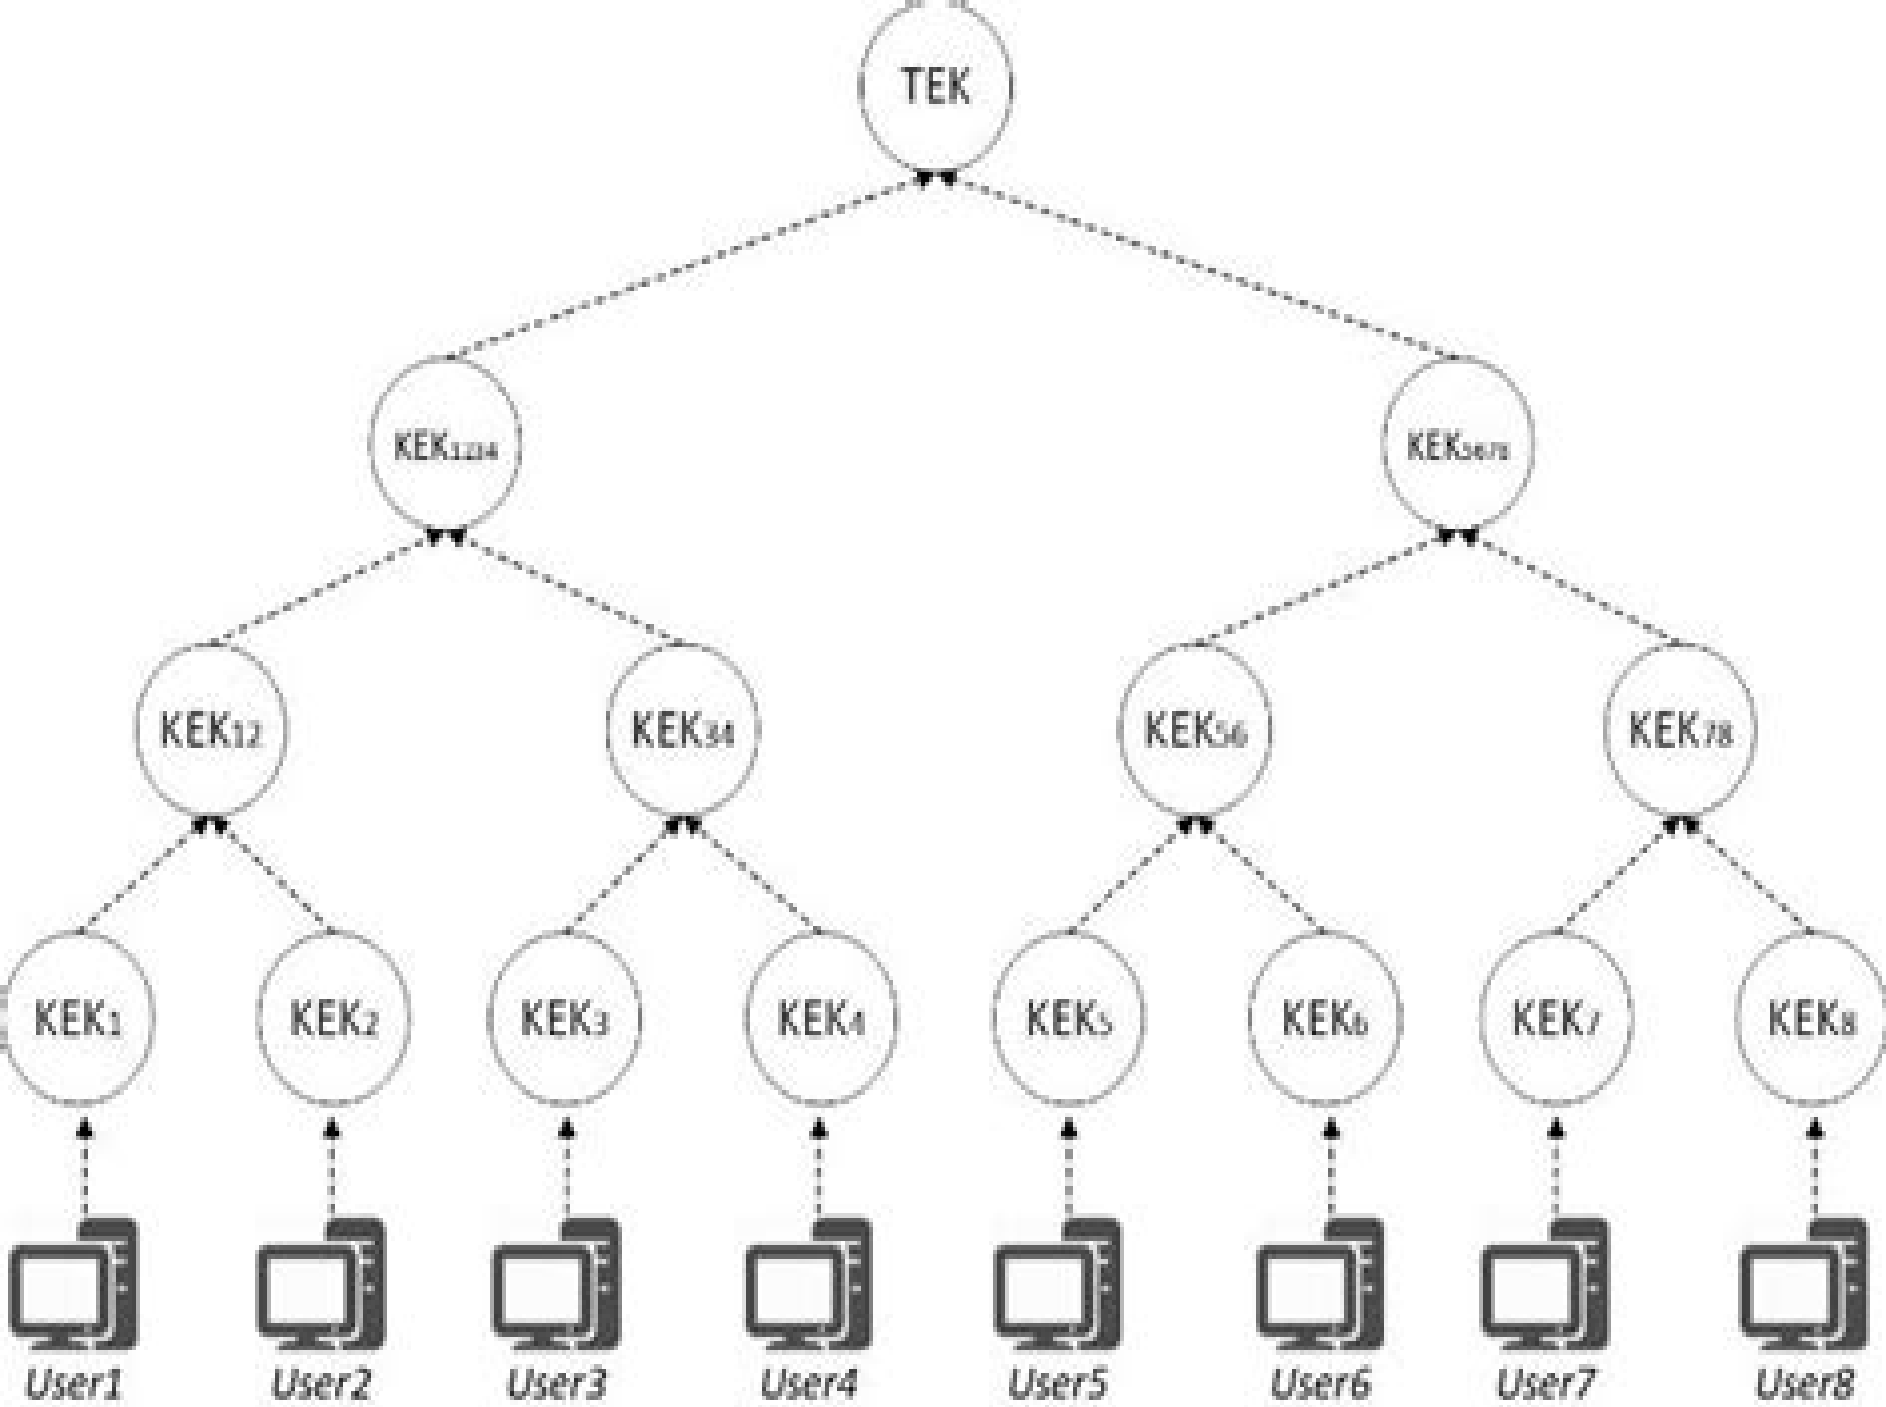 TEK
KEK1234 KEK5678
KEK12 KEK34 KEK56 KEK78
KEK1 KEK2 KEK3 KEK4 KEK5 KEK6 KEK7 KEK8
User1 User2 User3 User4 User5 User6 User7 User8